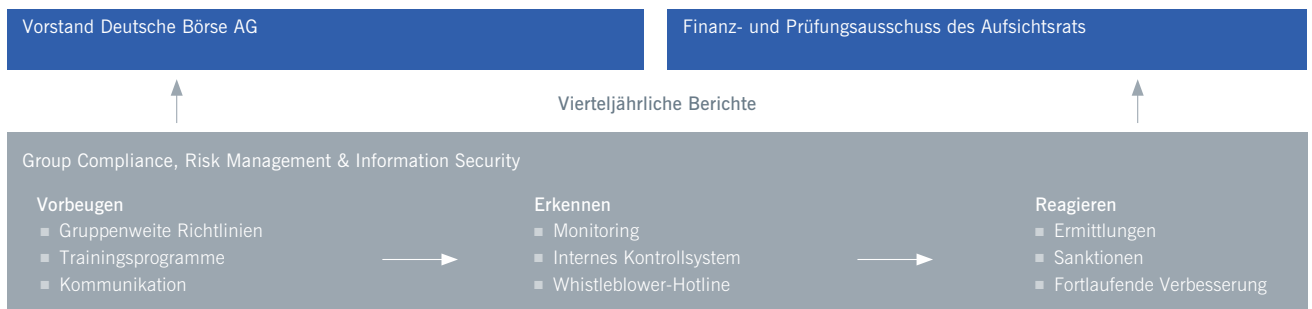 Vorstand Deutsche Börse AG
Finanz- und Prüfungsausschuss des Aufsichtsrats
Vierteljährliche Berichte
Group Compliance, Risk Management & Information Security
Vorbeugen
Gruppenweite Richtlinien
Trainingsprogramme
Kommunikation
Erkennen
Monitoring
Internes Kontrollsystem
Whistleblower-Hotline
Reagieren
Ermittlungen
Sanktionen
Fortlaufende Verbesserung